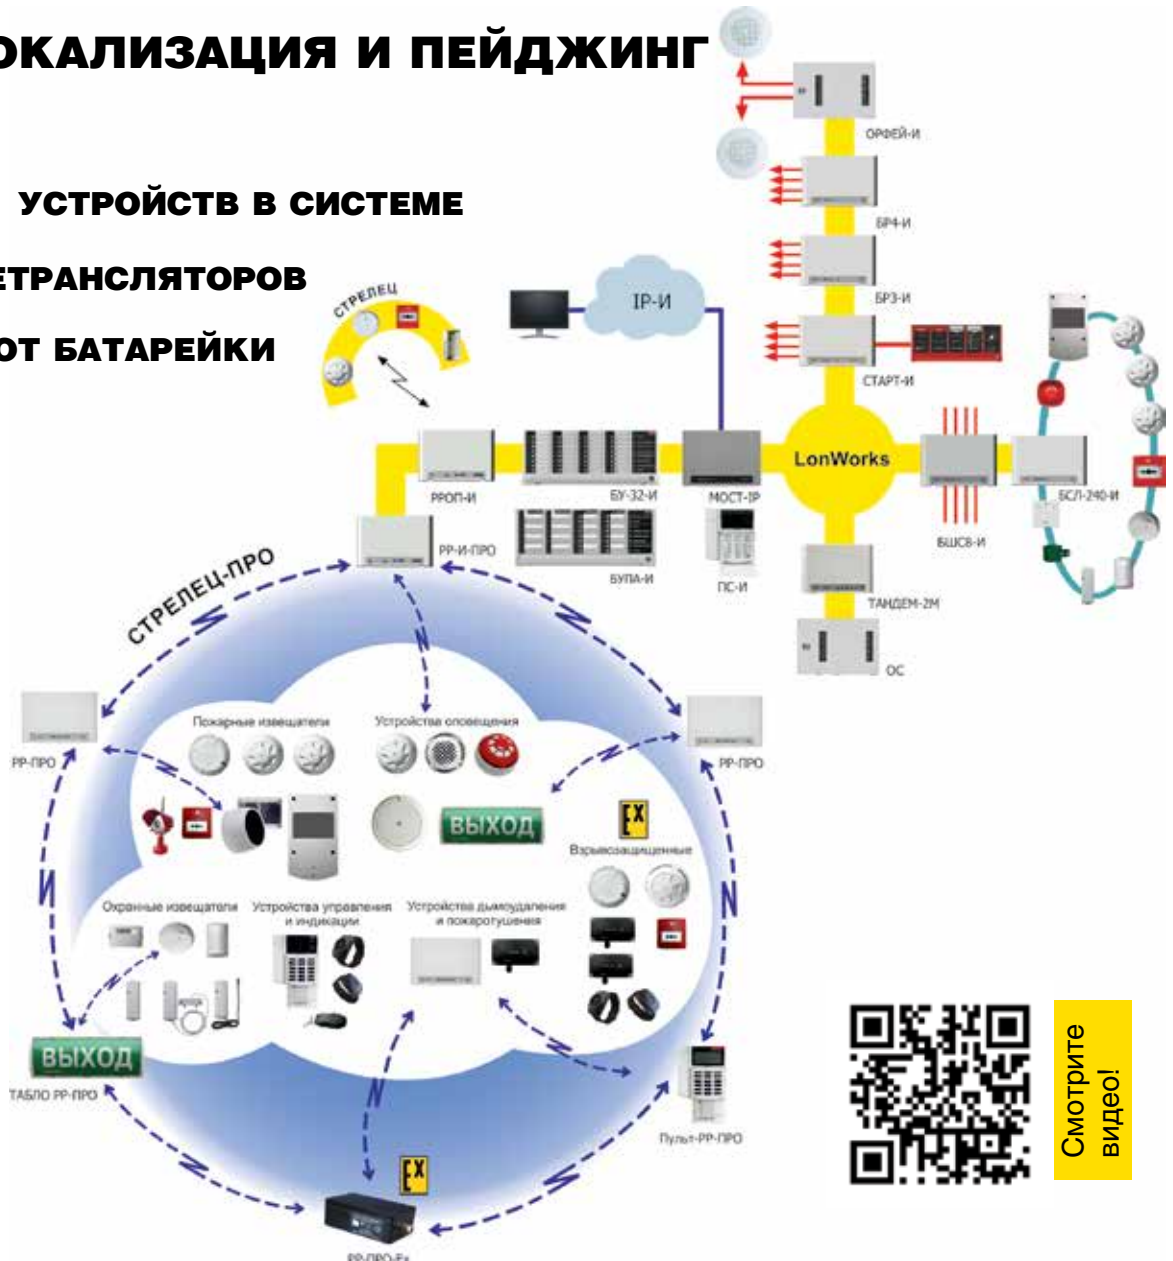 ОКАЛИЗАЦИЯ И ПЕЙДЖИНГ
УСТРОЙСТВ В СИСТЕМЕ
ЕТРАНСЛЯТОРОВ
ОТ БАТАРЕЙКИ
ОРФЕЙ-И
БР4-И
БР3-И
СТАРТ-И
IP-И
СТРЕЛЕЦ
LonWorks
РРОП-И
БУ-32-И
МОСТ-IP
БСЛ-240-И
БШС8-И
РР-И-ПРО
БУПА-И
ПС-И
ТАНДЕМ-2М
ОС
СТРЕЛЕЦ-ПРО
РР-ПРО
РР-ПРО
Пожарные извещатели
Устройства оповещения
ВЫХОД
EX
Взрывозащищенные
Охранные извещатели
Устройства управления
и индикации
Устройства дымоудаления
и пожаротушения
ВЫХОД
ТАБЛО РР-ПРО
Пульт-РР-ПРО
EX
РР-ПРО-Ex
Смотрите
видео!